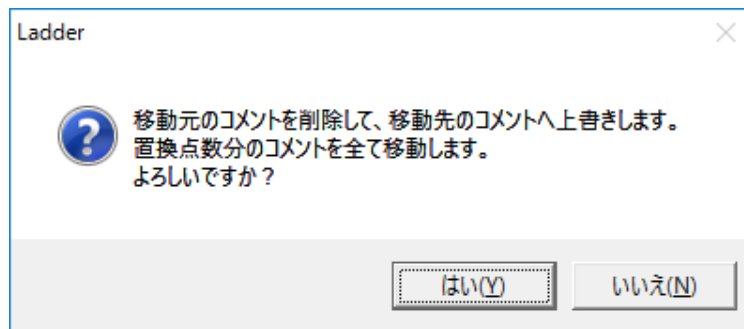 Ladder
移動元のコメントを削除して、移動先のコメントへ上書きします。
置換点数分のコメントを全て移動します。
よろしいですか？
はい(Y)
いいえ(N)